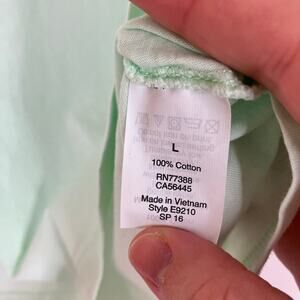 L
100% Cotton
RN77388
CA56445
Made in Vietnam
Style E9210
SP 16